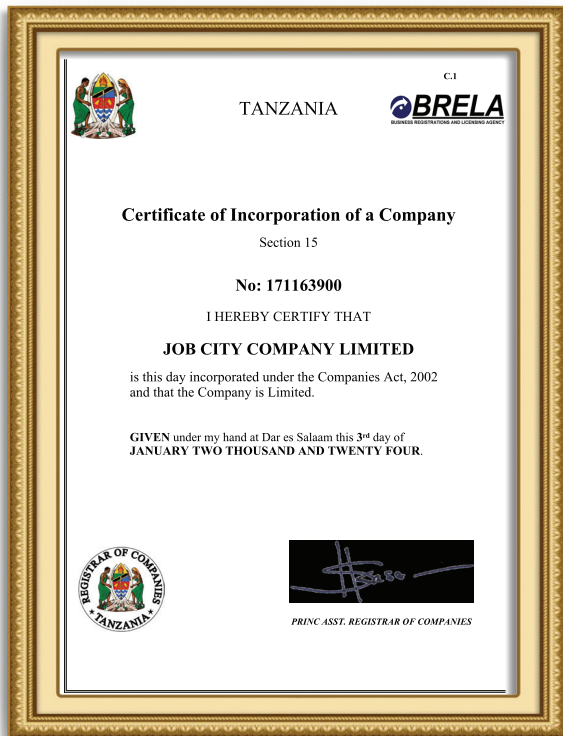 C.1
TANZANIA
BRELA
BUSINESS REGISTRATIONS AND LICENSING AGENCY
Certificate of Incorporation of a Company
Section 15
No: 171163900
I HEREBY CERTIFY THAT
JOB CITY COMPANY LIMITED
is this day incorporated under the Companies Act, 2002
and that the Company is Limited.
GIVEN under my hand at Dar es Salaam this 3rd day of
JANUARY TWO THOUSAND AND TWENTY FOUR.
REGISTRAR OF COMPANIES
* TANZANIA *
PRINC ASST. REGISTRAR OF COMPANIES